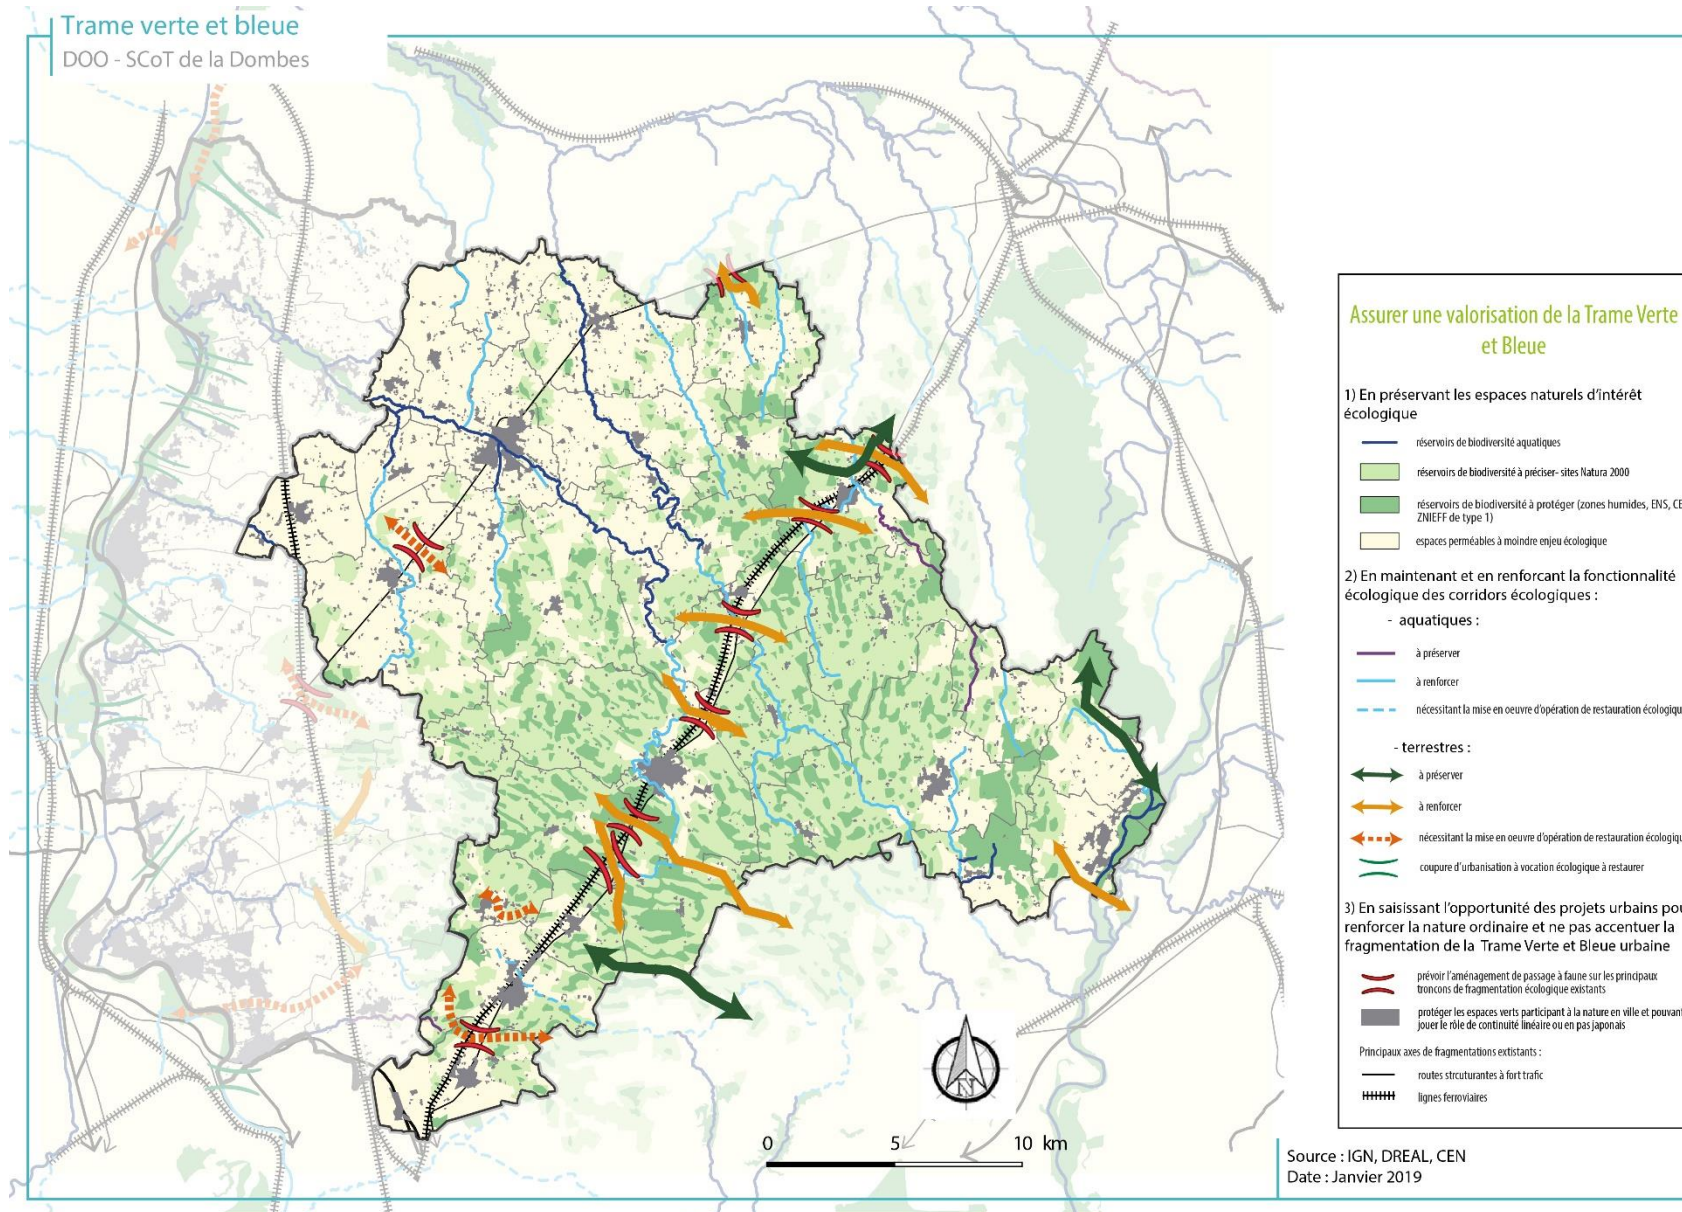 Trame verte et bleue
DOO - SCoT de la Dombes
Assurer une valorisation de la Trame Verte
et Bleue
1) En préservant les espaces naturels d'intérêt
écologique
réservoirs de biodiversité aquatiques
réservoirs de biodiversité à préciser- sites Natura 2000
réservoirs de biodiversité à protéger (zones humides, ENS, CE
ZNIEFF de type 1)
espaces perméables à moindre enjeu écologique
2) En maintenant et en renforcant la fonctionnalité
écologique des corridors écologiques :
- aquatiques :
à préserver
à renforcer
nécessitant la mise en oeuvre d'opération de restauration écologiqu
- terrestres :
à préserver
à renforcer
nécessitant la mise en oeuvre d'opération de restauration écologiqu
coupure d'urbanisation à vocation écologique à restaurer
3) En saisissant l'opportunité des projets urbains pou
renforcer la nature ordinaire et ne pas accentuer la
fragmentation de la Trame Verte et Bleue urbaine
prévoir l'aménagement de passage à faune sur les principaux
troncons de fragmentation écologique existants
protéger les espaces verts participant à la nature en ville et pouvant
jouer le rôle de continuité linéaire ou en pas japonais
Principaux axes de fragmentations extistants :
routes strcuturantes à fort trafic
lignes ferroviaires
N
0 5 10 km
Source : IGN, DREAL, CEN
Date : Janvier 2019